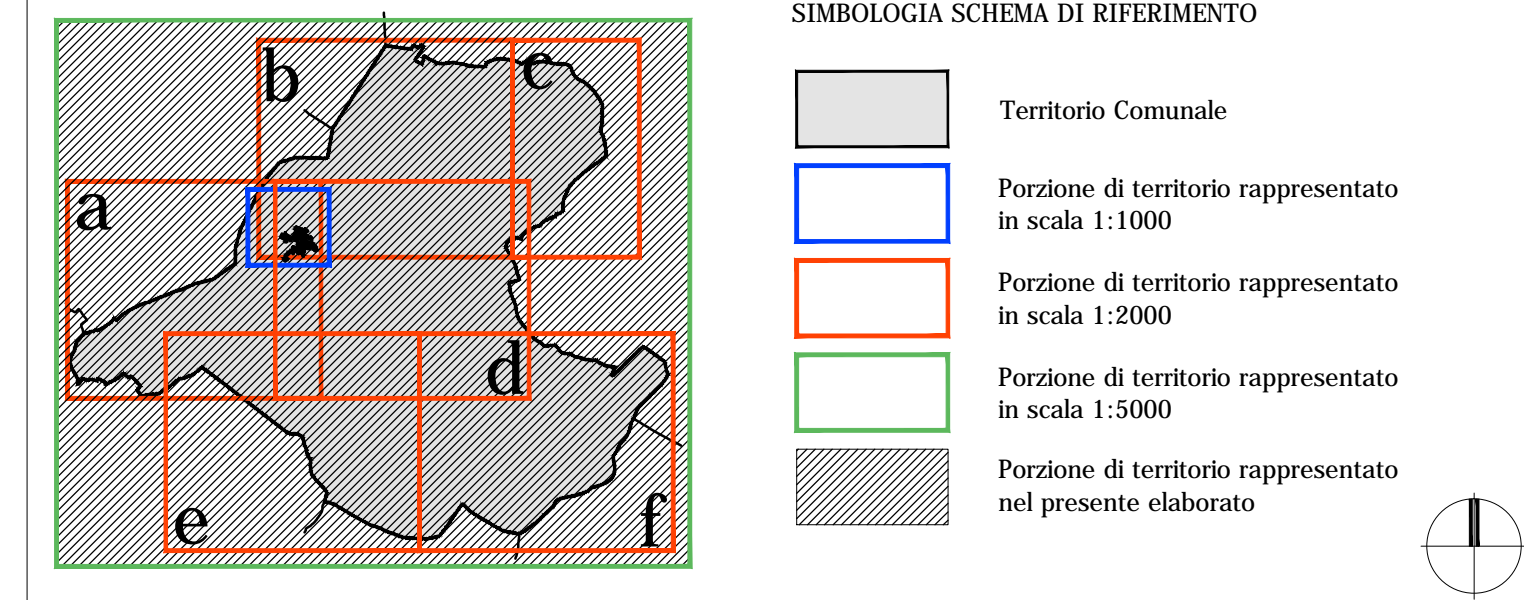 SIMBOLOGIA SCHEMA DI RIFERIMENTO
b
c
a
d
e
f
Territorio Comunale
Porzione di territorio rappresentato
in scala 1:1000
Porzione di territorio rappresentato
in scala 1:2000
Porzione di territorio rappresentato
in scala 1:5000
Porzione di territorio rappresentato
nel presente elaborato